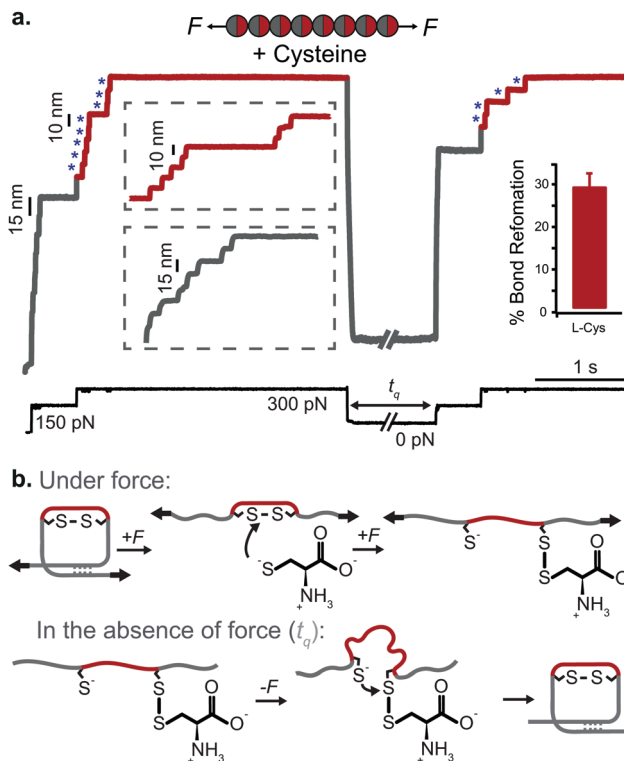 a.
F F
+ Cysteine
* * * * * * * *
10 nm
15 nm
10 nm
15 nm
* * *
% Bond Refomation
30
20
10
0
L-Cys
1 s
150 pN
300 pN
t_q
0 pN
b. Under force:
S-S
+F
S-S
-S
O
O-
NH3
+
+F
S-
S
S
O
O
NH3
+
In the absence of force (t_q):
S-
S
S
O
O-
NH3
+
-F
S-
S
S
O
O-
NH3
+
S-S